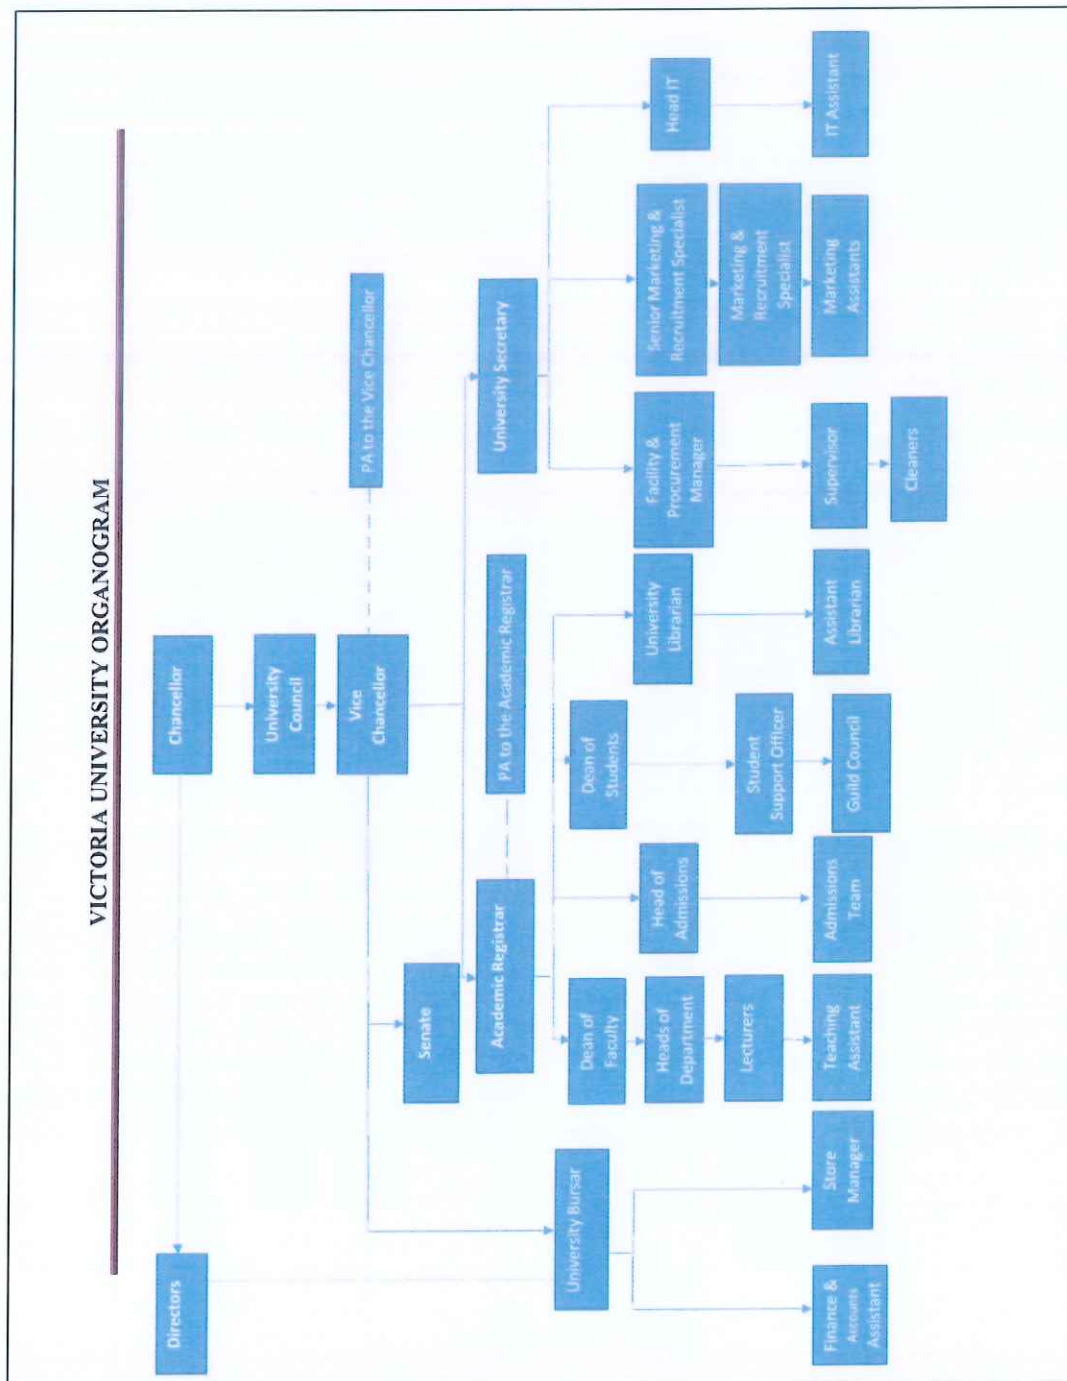 VICTORIA UNIVERSITY ORGANOGRAM
Directors
Chancellor
University
Council
Vice
Chancellor
PA to the Vice Chancellor
Senate
Academic Registrar
PA to the Academic Registrar
University Secretary
University Bursar
Dean of
Faculty
Dean of
Students
Heads of
Department
Head of
Admissions
University
Librarian
Facility &
Procurement
Manager
Senior Marketing &
Recruitment Specialist
Head IT
Lecturers
Student
Support Officer
Marketing &
Recruitment
Specialist
Finance &
Accounts
Assistant
Store
Manager
Teaching
Assistant
Admissions
Team
Guild Council
Assistant
Librarian
Supervisor
Marketing
Assistants
IT Assistant
Cleaners